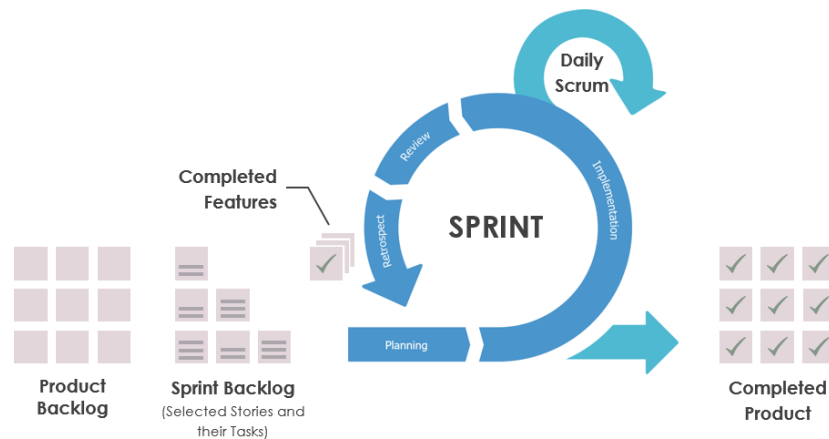 Daily
Scrum
Review
Implementation
Completed
Features
SPRINT
Retrospect
Planning
Product
Backlog
Sprint Backlog
(Selected Stories and
their Tasks)
Completed
Product